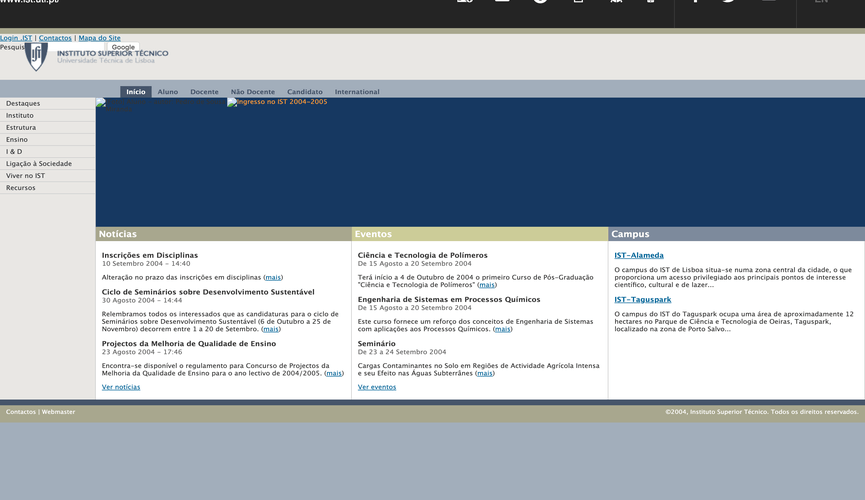 www.ist.utl.pt/
EN
Login .IST | Contactos | Mapa do Site
Pesquis
Google
INSTITUTO SUPERIOR TÉCNICO
Universidade Técnica de Lisboa
Início Aluno Docente Não Docente Candidato International
Destaques
Instituto
Estrutura
Ensino
I & D
Ligação à Sociedade
Viver no IST
Recursos
Ingresso no IST 2004-2005
Notícias
Inscrições em Disciplinas
10 Setembro 2004 - 14:40
Alteração no prazo das inscrições em disciplinas (mais)
Ciclo de Seminários sobre Desenvolvimento Sustentável
30 Agosto 2004 - 14:44
Relembramos todos os interessados que as candidaturas para o ciclo de
Seminários sobre Desenvolvimento Sustentável (6 de Outubro a 25 de
Novembro) decorrem entre 1 a 20 de Setembro. (mais)
Projectos da Melhoria de Qualidade de Ensino
23 Agosto 2004 - 17:46
Encontra-se disponível o regulamento para Concurso de Projectos da
Melhoria da Qualidade de Ensino para o ano lectivo de 2004/2005. (mais)
Ver notícias
Eventos
Ciência e Tecnologia de Polímeros
De 15 Agosto a 20 Setembro 2004
Terá início a 4 de Outubro de 2004 o primeiro Curso de Pós-Graduação
"Ciência e Tecnologia de Polímeros" (mais)
Engenharia de Sistemas em Processos Químicos
De 15 Agosto a 20 Setembro 2004
Este curso fornece um reforço dos conceitos de Engenharia de Sistemas
com aplicações aos Processos Químicos. (mais)
Seminário
De 23 a 24 Setembro 2004
Cargas Contaminantes no Solo em Regiões de Actividade Agrícola Intensa
e seu Efeito nas Águas Subterrânes (mais)
Ver eventos
Campus
IST-Alameda
O campus do IST de Lisboa situa-se numa zona central da cidade, o que
proporciona um acesso privilegiado aos principais pontos de interesse
científico, cultural e de lazer...
IST-Taguspark
O campus do IST do Taguspark ocupa uma área de aproximadamente 12
hectares no Parque de Ciência e Tecnologia de Oeiras, Taguspark,
localizado na zona de Porto Salvo...
Contactos | Webmaster
©2004, Instituto Superior Técnico. Todos os direitos reservados.